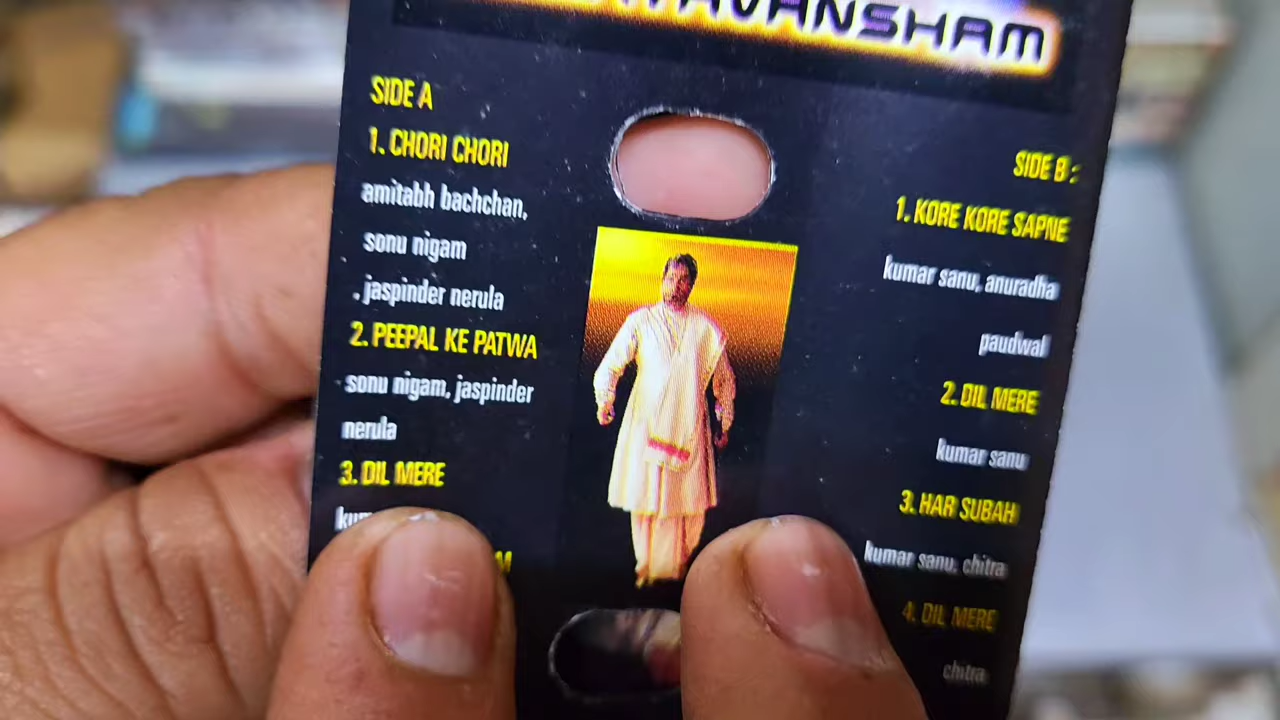 SIDE A
1. CHORI CHORI
amitabh bachchan,
sonu nigam
. jaspinder nerula
2. PEEPAL KE PATWA
sonu nigam, jaspinder
nerula
3. DIL MERE
SIDE B :
1. KORE KORE SAPNE
kumar sanu, anuradha
paudwal
2. DIL MERE
kumar sanu
3. HAR SUBAH
kumar sanu, chitra
4. DIL MERE
chitra